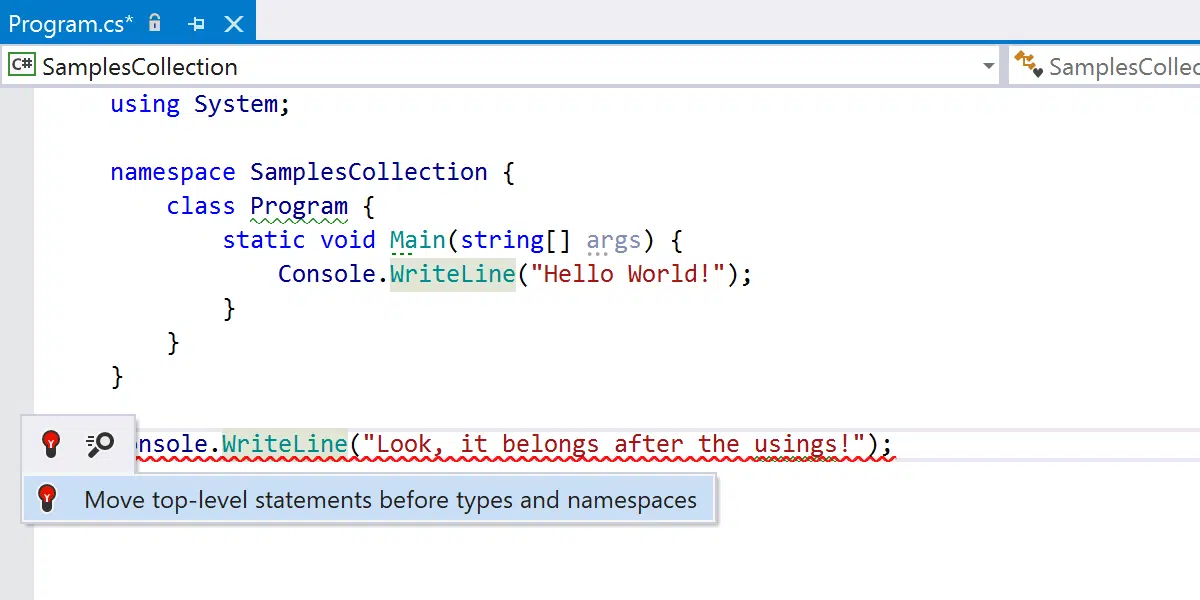 Program.cs*
C# SamplesCollection
SamplesCollec
using System;
namespace SamplesCollection {
class Program {
static void Main(string[] args) {
Console.WriteLine("Hello World!");
}
}
}
nsole.WriteLine("Look, it belongs after the usings!");
Move top-level statements before types and namespaces